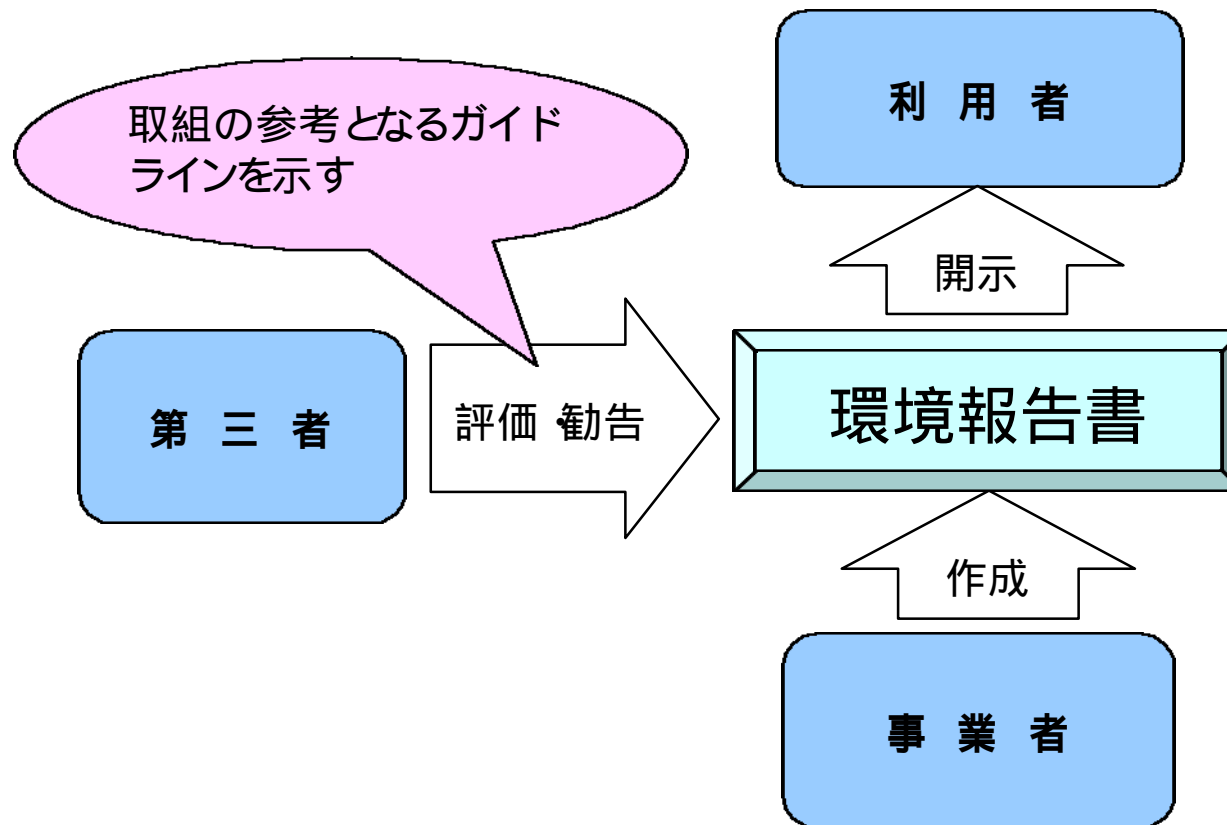 利 用 者
取組の参考となるガイド
ラインを示す
開示
第 三 者
評価・勧告
環境報告書
作成
事 業 者